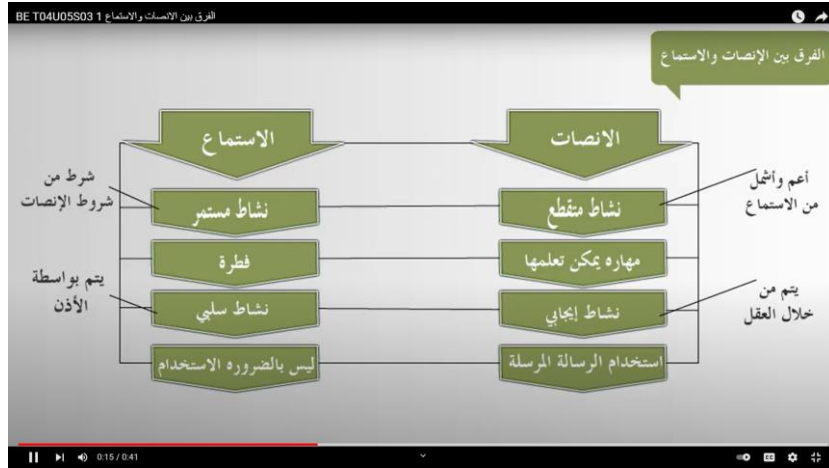 BE T04U05S03 1 الفرق بين الانصات والاستماع
الفرق بين الإنصات والاستماع
الانصات
الاستماع
أعم وأشمل
من الاستماع
نشاط متقطع
نشاط مستمر
شرط من
شروط الإنصات
مهاره يمكن تعلمها
فطرة
يتم من
خلال العقل
نشاط إيجابي
نشاط سلبي
يتم بواسطة
الأذن
استخدام الرسالة المرسلة
ليس بالضروره الاستخدام
0:15 / 0:41